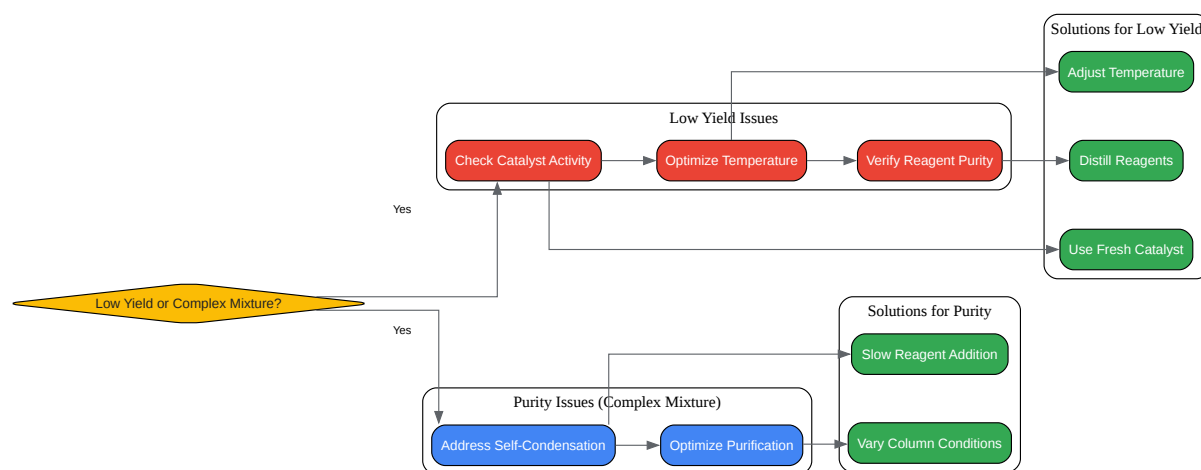 Solutions for Low Yield
Adjust Temperature
Low Yield Issues
Check Catalyst Activity
Optimize Temperature
Verify Reagent Purity
Distill Reagents
Yes
Use Fresh Catalyst
Low Yield or Complex Mixture?
Solutions for Purity
Yes
Slow Reagent Addition
Purity Issues (Complex Mixture)
Address Self-Condensation
Optimize Purification
Vary Column Conditions